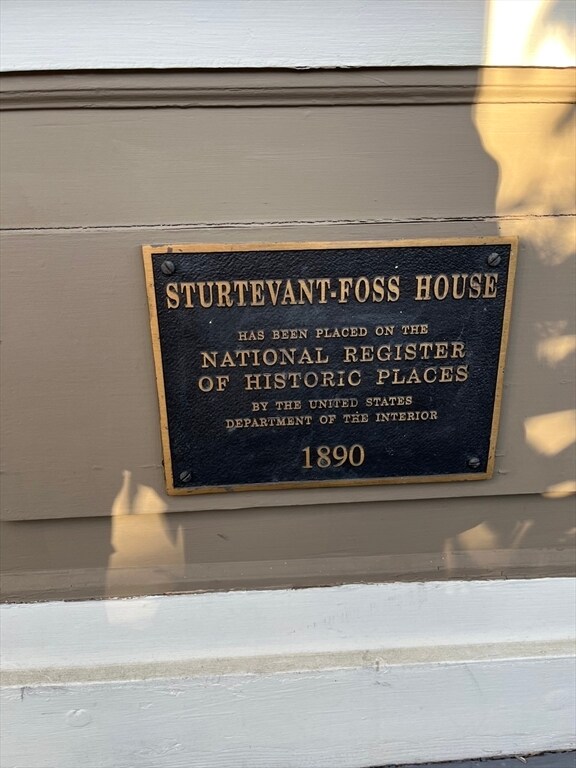 STURTEVANT-FOSS HOUSE
HAS BEEN PLACED ON THE
NATIONAL REGISTER
OF HISTORIC PLACES
BY THE UNITED STATES
DEPARTMENT OF THE INTERIOR
1890